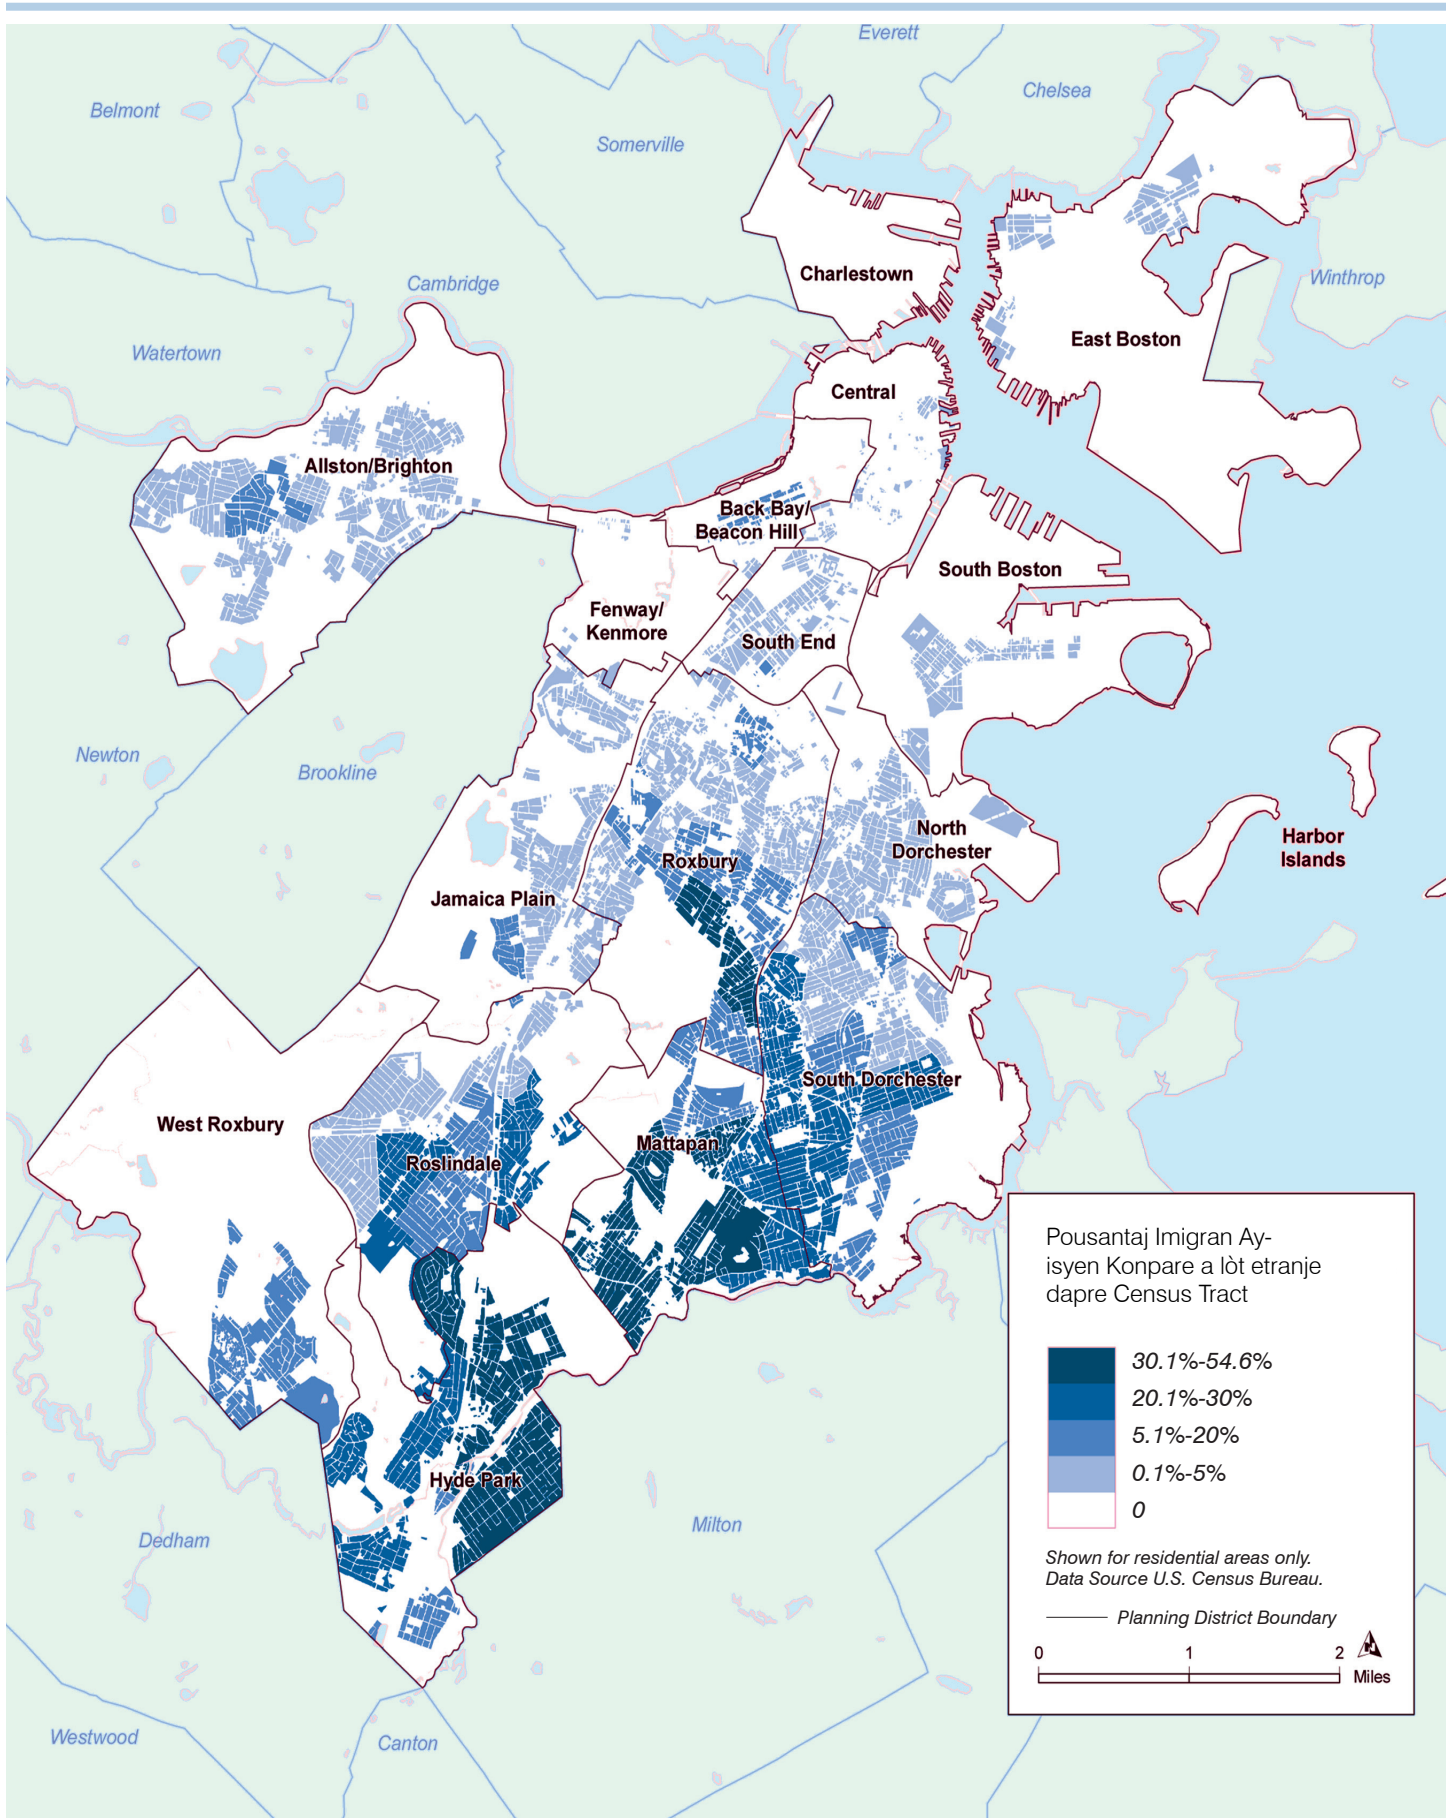 Everett
Chelsea
Belmont
Somerville
Charlestown
Winthrop
Cambridge
East Boston
Watertown
Central
Allston/Brighton
Back Bay/
Beacon Hill
South Boston
Fenway/
Kenmore
South End
Newton
Brookline
North
Dorchester
Harbor
Islands
Roxbury
Jamaica Plain
South Dorchester
West Roxbury
Mattapan
Roslindale
Hyde Park
Milton
Dedham
Westwood
Canton
Pousantaj Imigran Ay-
isyen Konpare a lòt etranje
dapre Census Tract
30.1%-54.6%
20.1%-30%
5.1%-20%
0.1%-5%
0
Shown for residential areas only.
Data Source U.S. Census Bureau.
Planning District Boundary
0 1 2
N
Miles